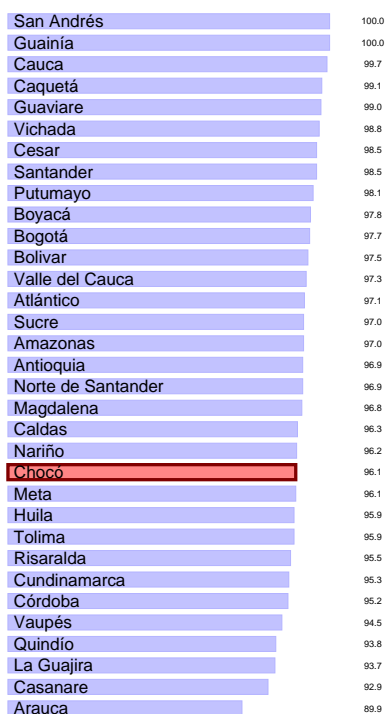 San Andrés 100.0
Guainía 100.0
Cauca 99.7
Caquetá 99.1
Guaviare 99.0
Vichada 98.8
Cesar 98.5
Santander 98.5
Putumayo 98.1
Boyacá 97.8
Bogotá 97.7
Bolivar 97.5
Valle del Cauca 97.3
Atlántico 97.1
Sucre 97.0
Amazonas 97.0
Antioquia 96.9
Norte de Santander 96.9
Magdalena 96.8
Caldas 96.3
Nariño 96.2
Chocó 96.1
Meta 96.1
Huila 95.9
Tolima 95.9
Risaralda 95.5
Cundinamarca 95.3
Córdoba 95.2
Vaupés 94.5
Quindío 93.8
La Guajira 93.7
Casanare 92.9
Arauca 89.9